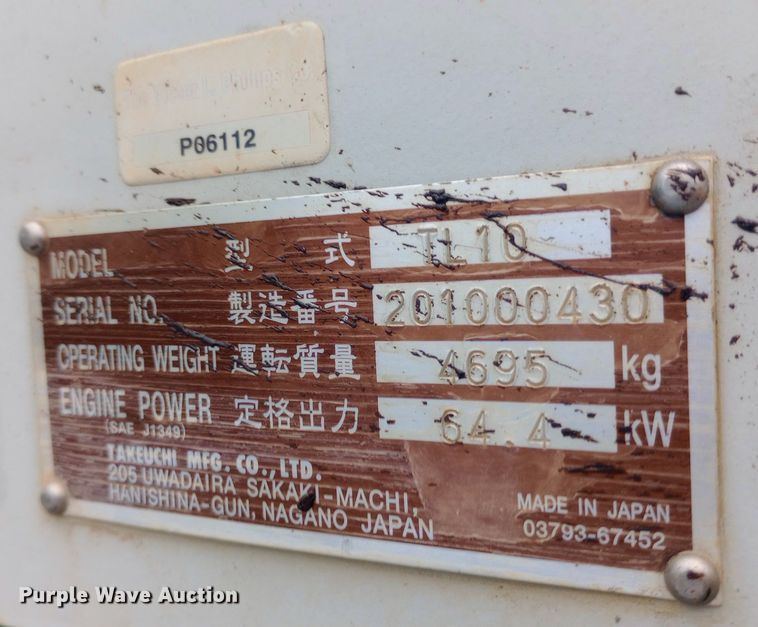 P06112
MODEL 型 式 TL10
SERIAL NO. 製造番号 201000430
OPERATING WEIGHT 運転質量 4695 kg
ENGINE POWER 定格出力 64.4 kW
(SAE J1349)
TAKEUCHI MFG. CO., LTD.
205 UWADAIRA SAKAKI-MACHI,
HANISHINA-GUN, NAGANO JAPAN
MADE IN JAPAN
03793-67452
Purple Wave Auction